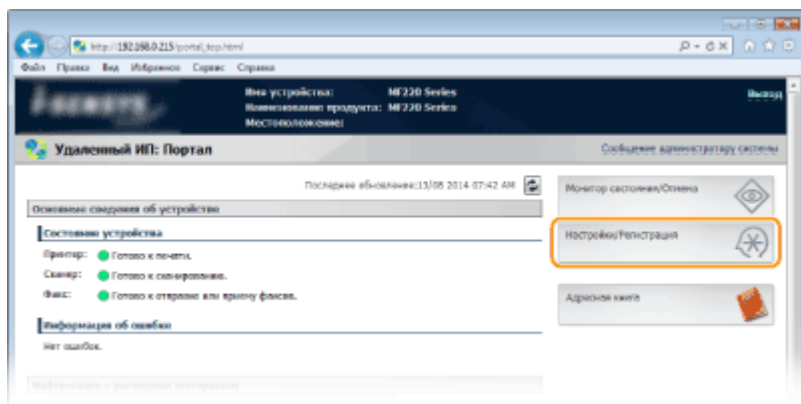 http://192.168.0.215/portal_top.html
Файл Правка Вид Избранное Сервис Справка
Имя устройства: MF220 Series
Выход
Наименование продукта: MF220 Series
Местоположение:
Удаленный ИП: Портал
Сообщение администратору системы
Последнее обновление:13/08 2014 07:42 AM
Монитор состояния/Отмена
Основные сведения об устройстве
Состояние устройства
Настройки/Регистрация
Принтер: Готово к печати.
Сканер: Готово к сканированию.
Факс: Готово к отправке или приему факсов.
Адресная книга
Информация об ошибке
Нет ошибок.
Информация о расходных материалах